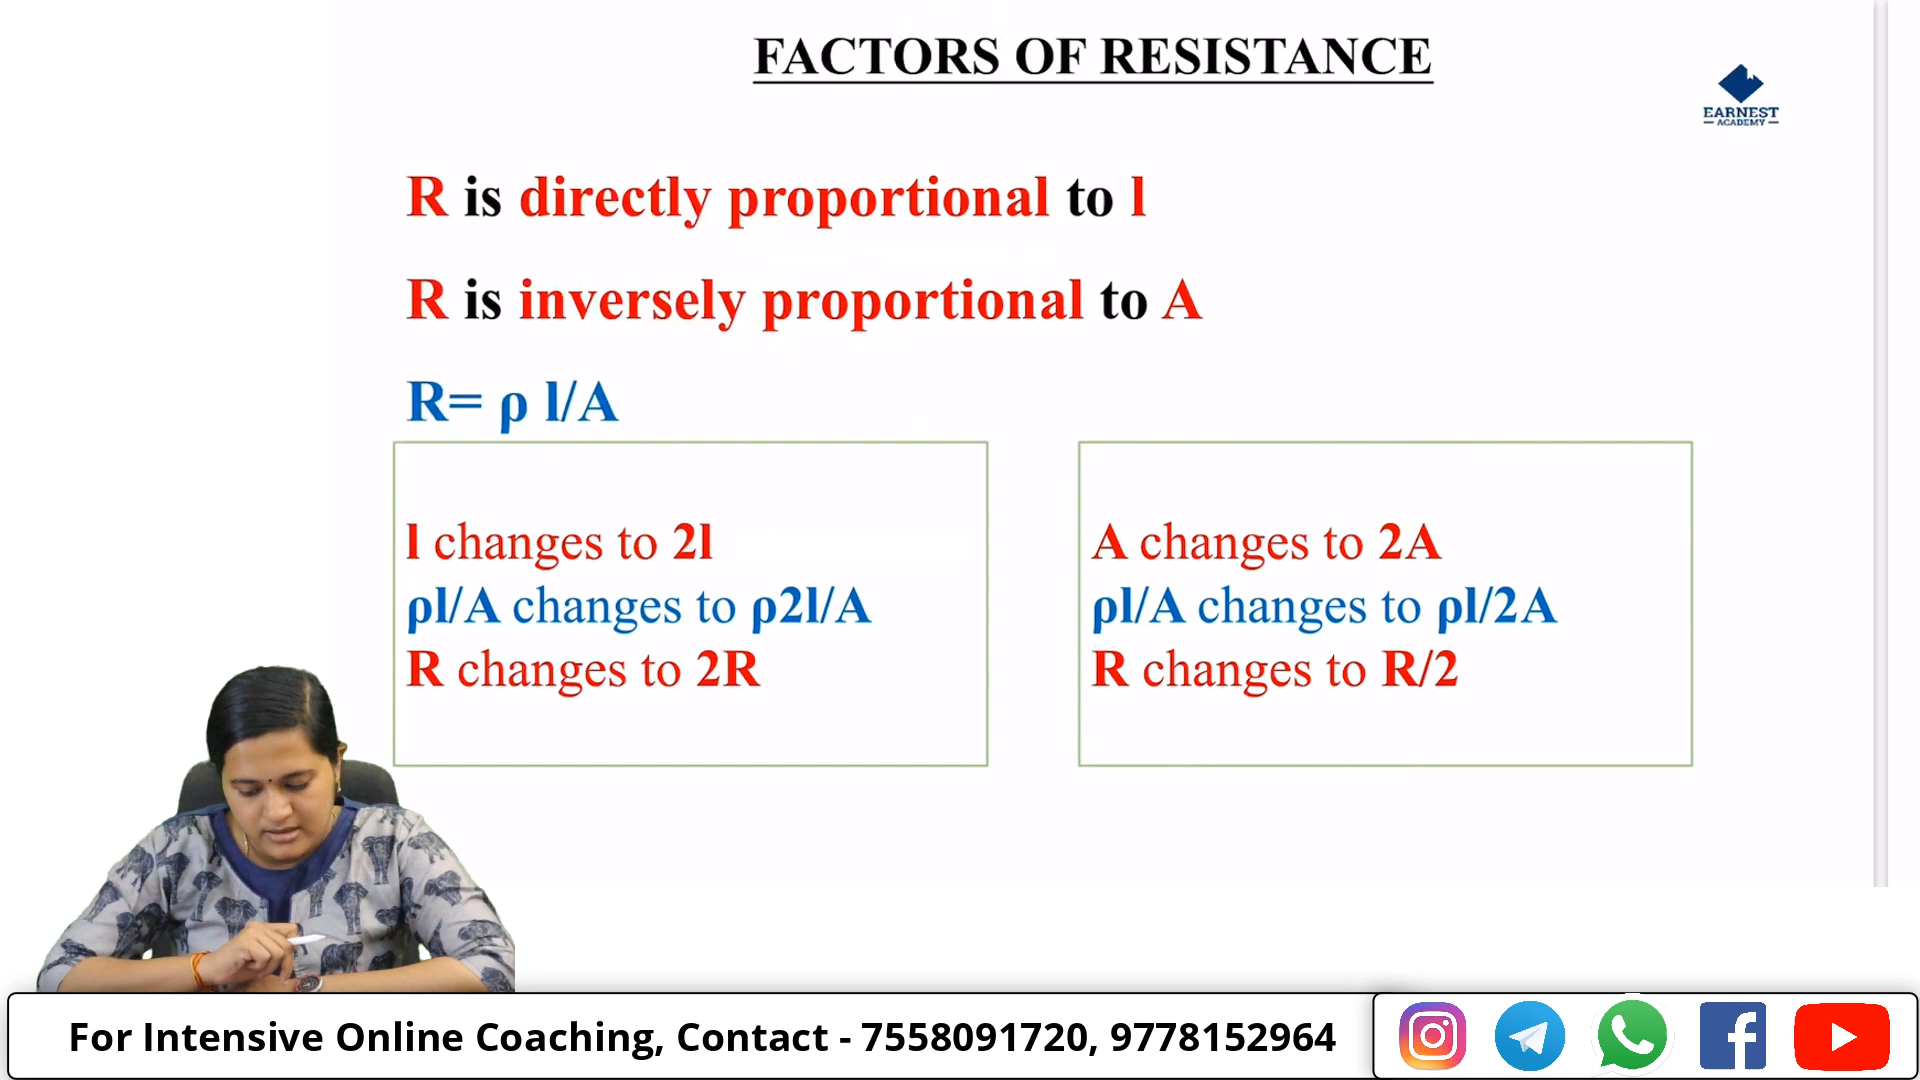 FACTORS OF RESISTANCE
EARNEST
ACADEMY
R is directly proportional to l
R is inversely proportional to A
R= ρ l/A
l changes to 2l
ρl/A changes to ρ2l/A
R changes to 2R
A changes to 2A
ρl/A changes to ρl/2A
R changes to R/2
For Intensive Online Coaching, Contact - 7558091720, 9778152964